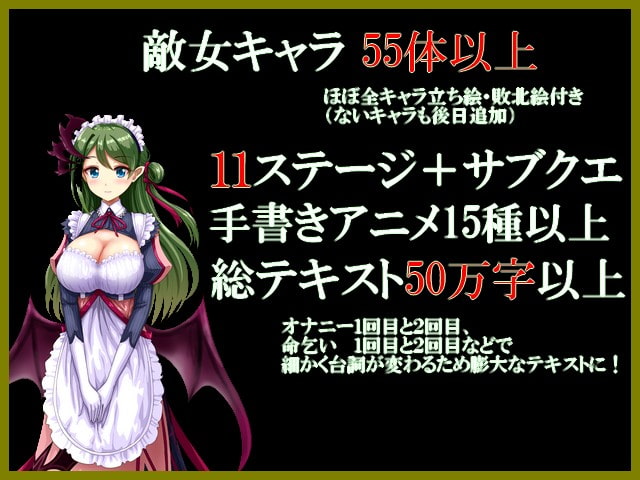 敵女キャラ 55体以上
ほぼ全キャラ立ち絵・敗北絵付き
（ないキャラも後日追加）
11ステージ＋サブクエ
手書きアニメ15種以上
総テキスト50万字以上
オナニー1回目と2回目、
命乞い　1回目と2回目などで
細かく台詞が変わるため膨大なテキストに！